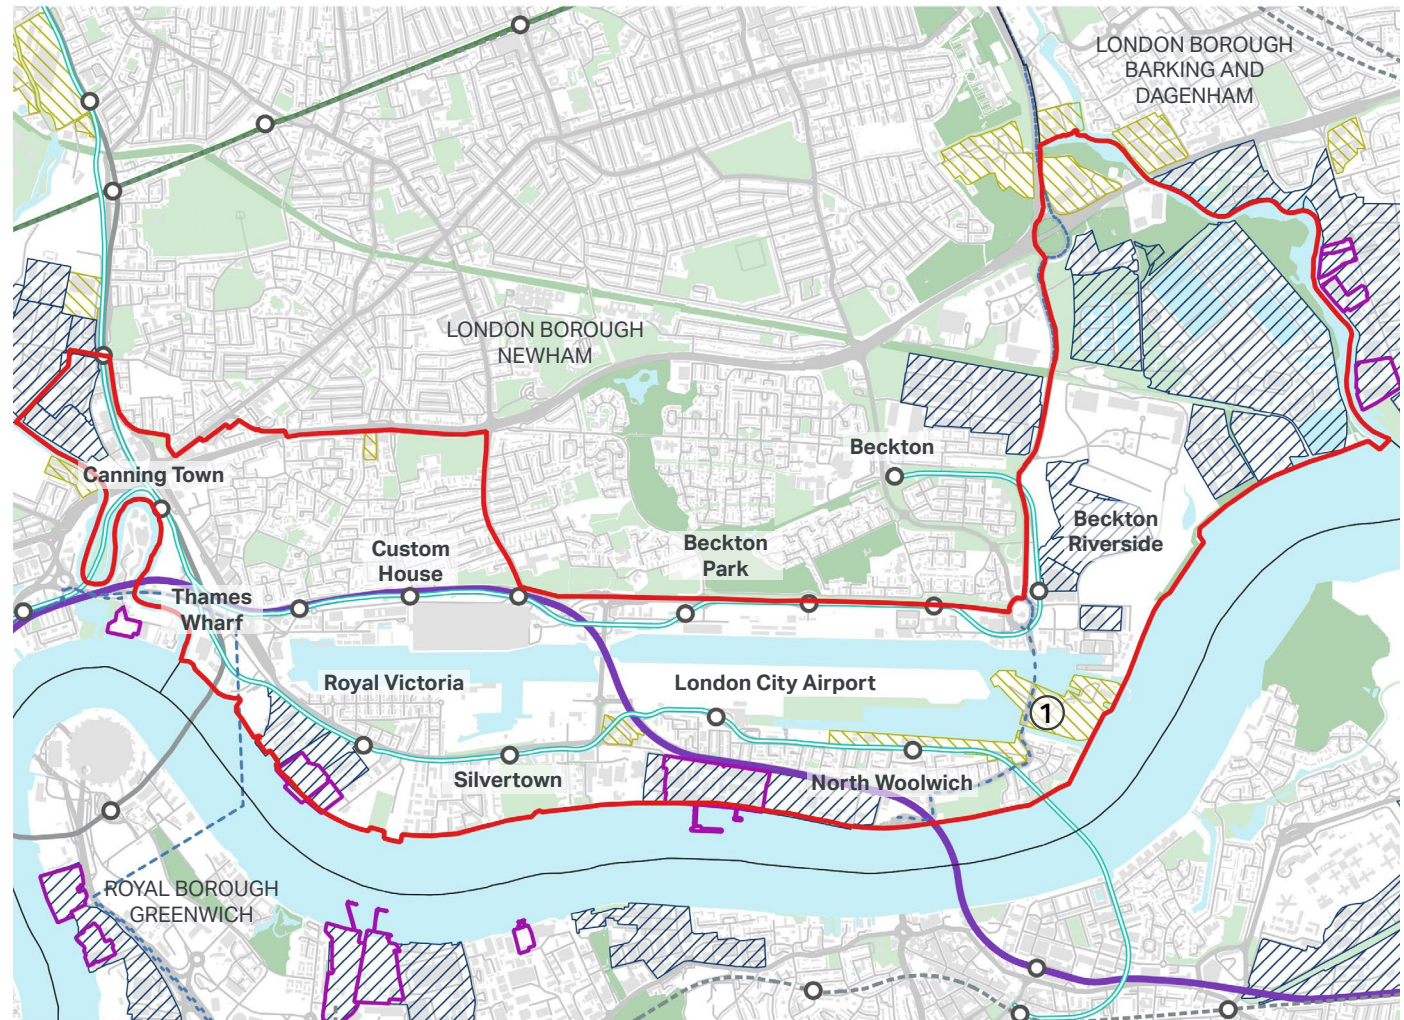 LONDON BOROUGH
BARKING AND
DAGENHAM
LONDON BOROUGH
NEWHAM
Beckton
Canning Town
Beckton
Riverside
Custom
House
Beckton
Park
Thames
Wharf
Royal Victoria
London City Airport
1
Silvertown
North Woolwich
ROYAL BOROUGH
GREENWICH